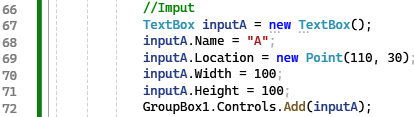 66 //Imput
67 TextBox inputA = new TextBox();
68 inputA.Name = "A";
69 inputA.Location = new Point(110, 30);
70 inputA.Width = 100;
71 inputA.Height = 100;
72 GroupBox1.Controls.Add(inputA);